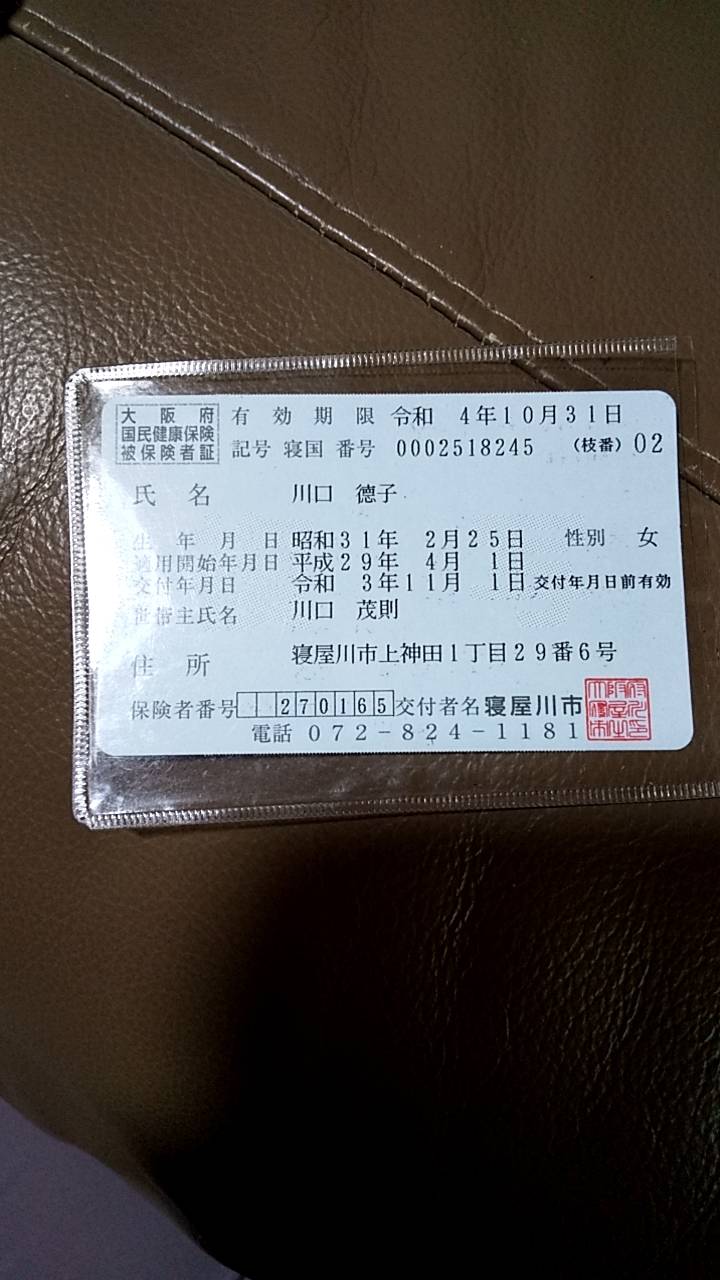 大阪府
国民健康保険
被保険者証
有効期限 令和 4年10月31日
記号 寝国 番号 0002518245 (枝番) 02
氏名 川口 德子
生年月日 昭和31年 2月25日 性別 女
適用開始年月日 平成29年 4月 1日
交付年月日 令和 3年11月 1日 交付年月日前有効
世帯主氏名 川口 茂則
住所 寝屋川市上神田1丁目29番6号
保険者番号 270165 交付者名 寝屋川市
電話 072-824-1181